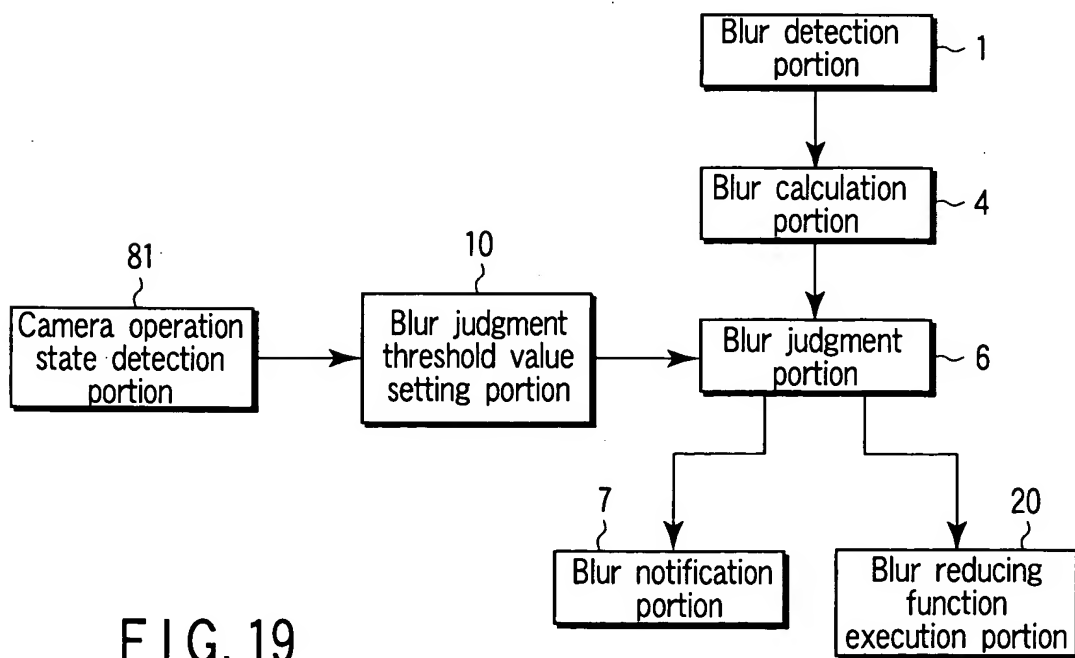 Blur detection
portion
1
Blur calculation
portion
4
81
Camera operation
state detection
portion
10
Blur judgment
threshold value
setting portion
Blur judgment
portion
6
7
Blur notification
portion
20
Blur reducing
function
execution portion
FIG. 19